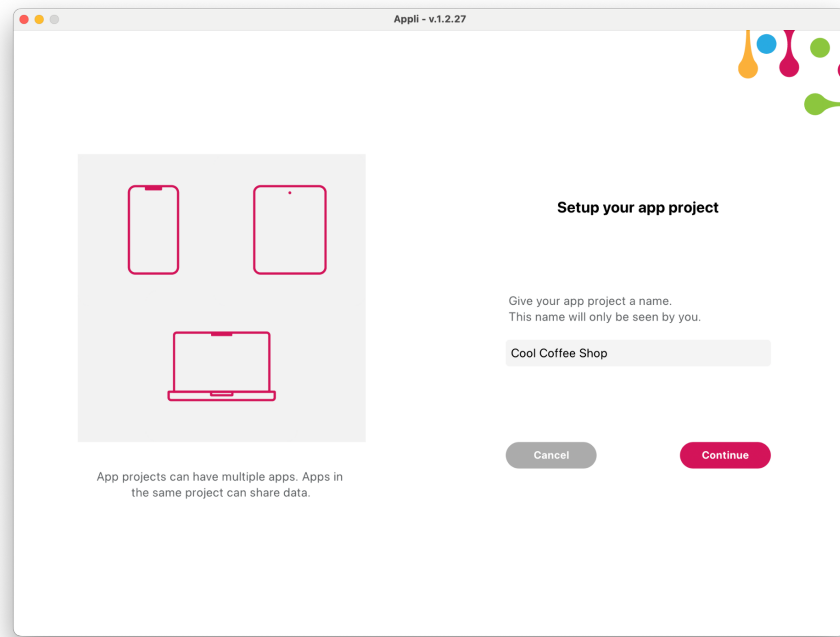 Appli - v.1.2.27
Setup your app project
Give your app project a name.
This name will only be seen by you.
Cool Coffee Shop
Cancel
Continue
App projects can have multiple apps. Apps in
the same project can share data.